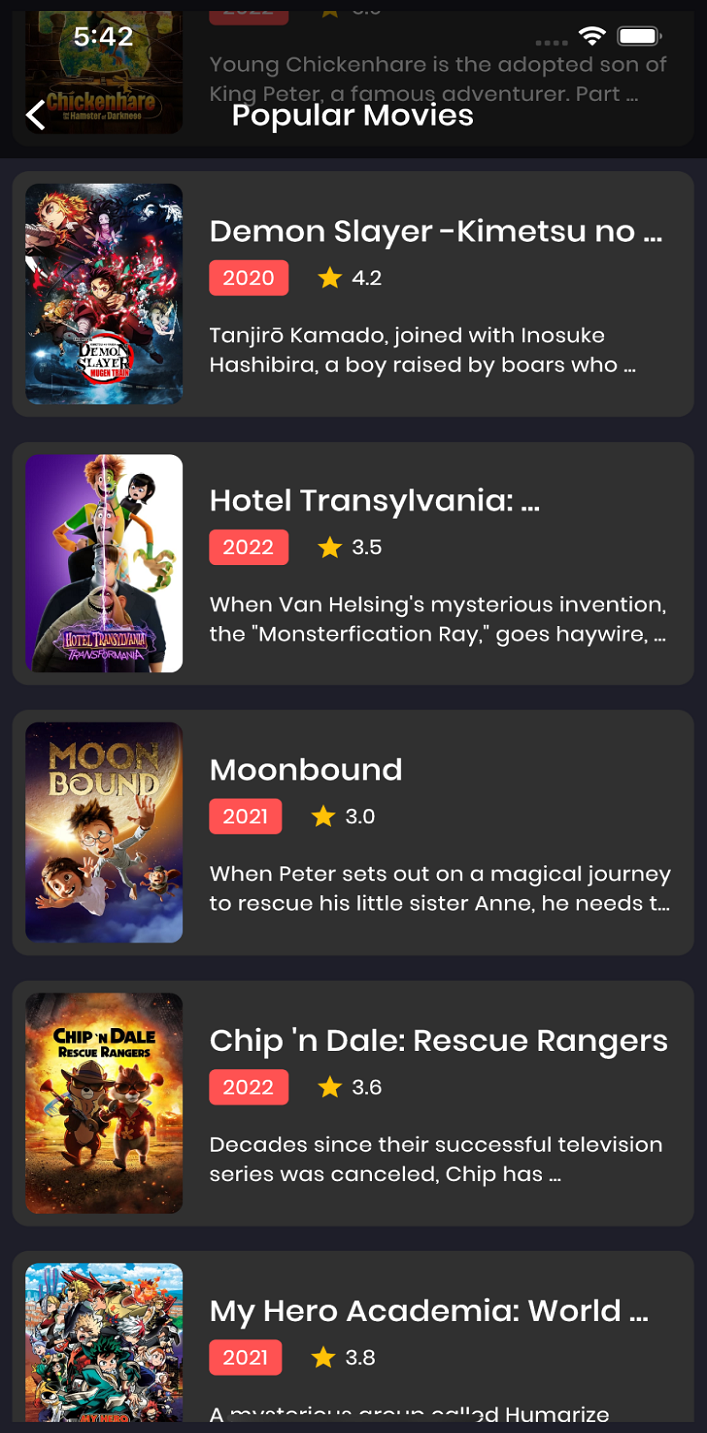 5:42
Young Chickenhare is the adopted son of
King Peter, a famous adventurer. Part ...
Chickenhare
and the Hamster of Darkness
Popular Movies
Demon Slayer -Kimetsu no ...
2020 4.2
Tanjirō Kamado, joined with Inosuke
Hashibira, a boy raised by boars who ...
DEMON
SLAYER
MUGEN TRAIN
Hotel Transylvania: ...
2022 3.5
When Van Helsing's mysterious invention,
the "Monsterfication Ray," goes haywire, ...
HOTEL TRANSYLVANIA
TRANSFORMANIA
MOON
BOUND
Moonbound
2021 3.0
When Peter sets out on a magical journey
to rescue his little sister Anne, he needs t...
CHIP 'N DALE
RESCUE RANGERS
Chip 'n Dale: Rescue Rangers
2022 3.6
Decades since their successful television
series was canceled, Chip has ...
My Hero Academia: World ...
2021 3.8
A mysterious group called Humarize
MY HERO